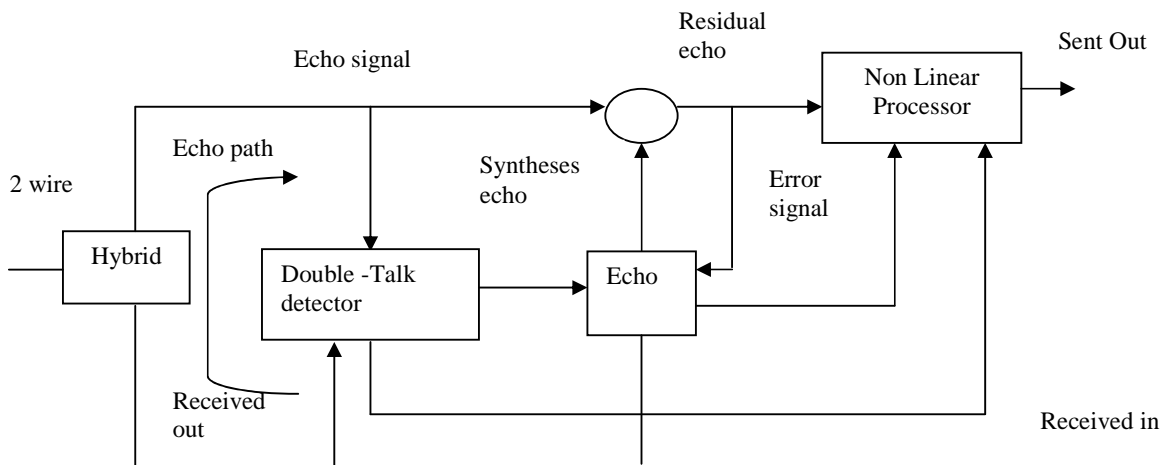 Residual
echo
Sent Out
Echo signal
Non Linear
Processor
Echo path
Syntheses
echo
2 wire
Error
signal
Hybrid
Double -Talk
detector
Echo
Received
out
Received in